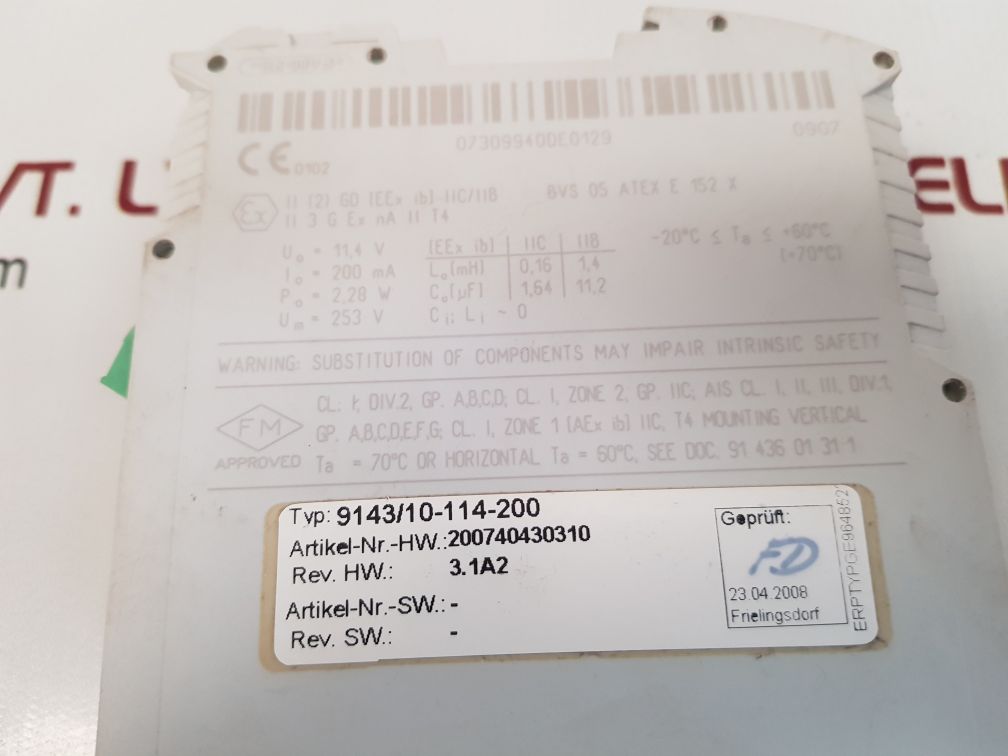 07309940DE0129
0907
CE 0102
Ex
II (2) GD [EEx ib] IIC/IIB
BVS 05 ATEX E 152 X
II 3 G Ex nA II T4
Uo = 11,4 V
Io = 200 mA
Po = 2,28 W
Um = 253 V
[EEx ib] IIC IIB
Lo[mH] 0,16 1,4
Co[µF] 1,64 11,2
Ci; Li ~ 0
-20°C ≤ Ta ≤ +60°C
(+70°C)
WARNING: SUBSTITUTION OF COMPONENTS MAY IMPAIR INTRINSIC SAFETY
FM
APPROVED
CL: I, DIV.2, GP. A,B,C,D; CL. I, ZONE 2, GP. IIC; AIS CL. I, II, III, DIV.1,
GP. A,B,C,D,E,F,G; CL. I, ZONE 1 [AEx ib] IIC, T4 MOUNTING VERTICAL
Ta = 70°C OR HORIZONTAL Ta = 60°C, SEE DOC. 91 436 01 31 1
Typ: 9143/10-114-200
Artikel-Nr.-HW.: 200740430310
Rev. HW.: 3.1A2
Artikel-Nr.-SW.: -
Rev. SW.: -
Geprüft:
FD
23.04.2008
Frielingsdorf
VT. L
ELE
m